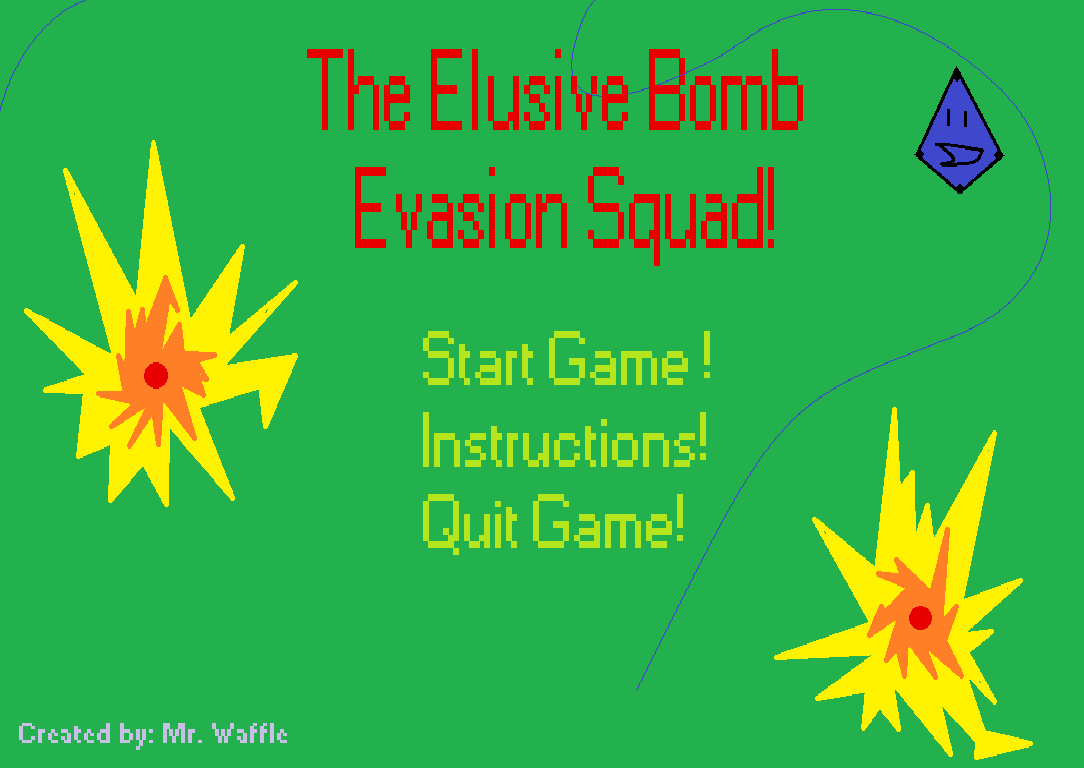 The Elusive Bomb
Evasion Squad!
Start Game !
Instructions!
Quit Game!
Created by: Mr. Waffle